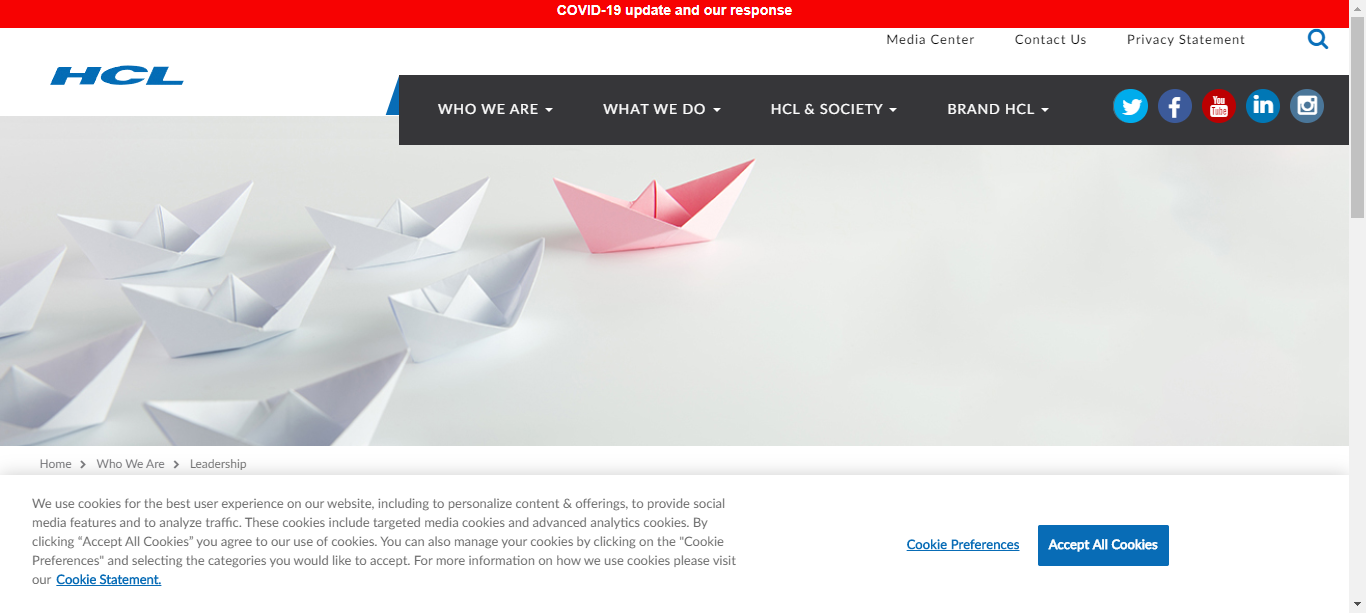 COVID-19 update and our response
Media Center Contact Us Privacy Statement
HCL
WHO WE ARE WHAT WE DO HCL & SOCIETY BRAND HCL
You
Tube
in
Home > Who We Are > Leadership
We use cookies for the best user experience on our website, including to personalize content & offerings, to provide social
media features and to analyze traffic. These cookies include targeted media cookies and advanced analytics cookies. By
clicking “Accept All Cookies” you agree to our use of cookies. You can also manage your cookies by clicking on the "Cookie
Preferences" and selecting the categories you would like to accept. For more information on how we use cookies please visit
our Cookie Statement.
Cookie Preferences
Accept All Cookies